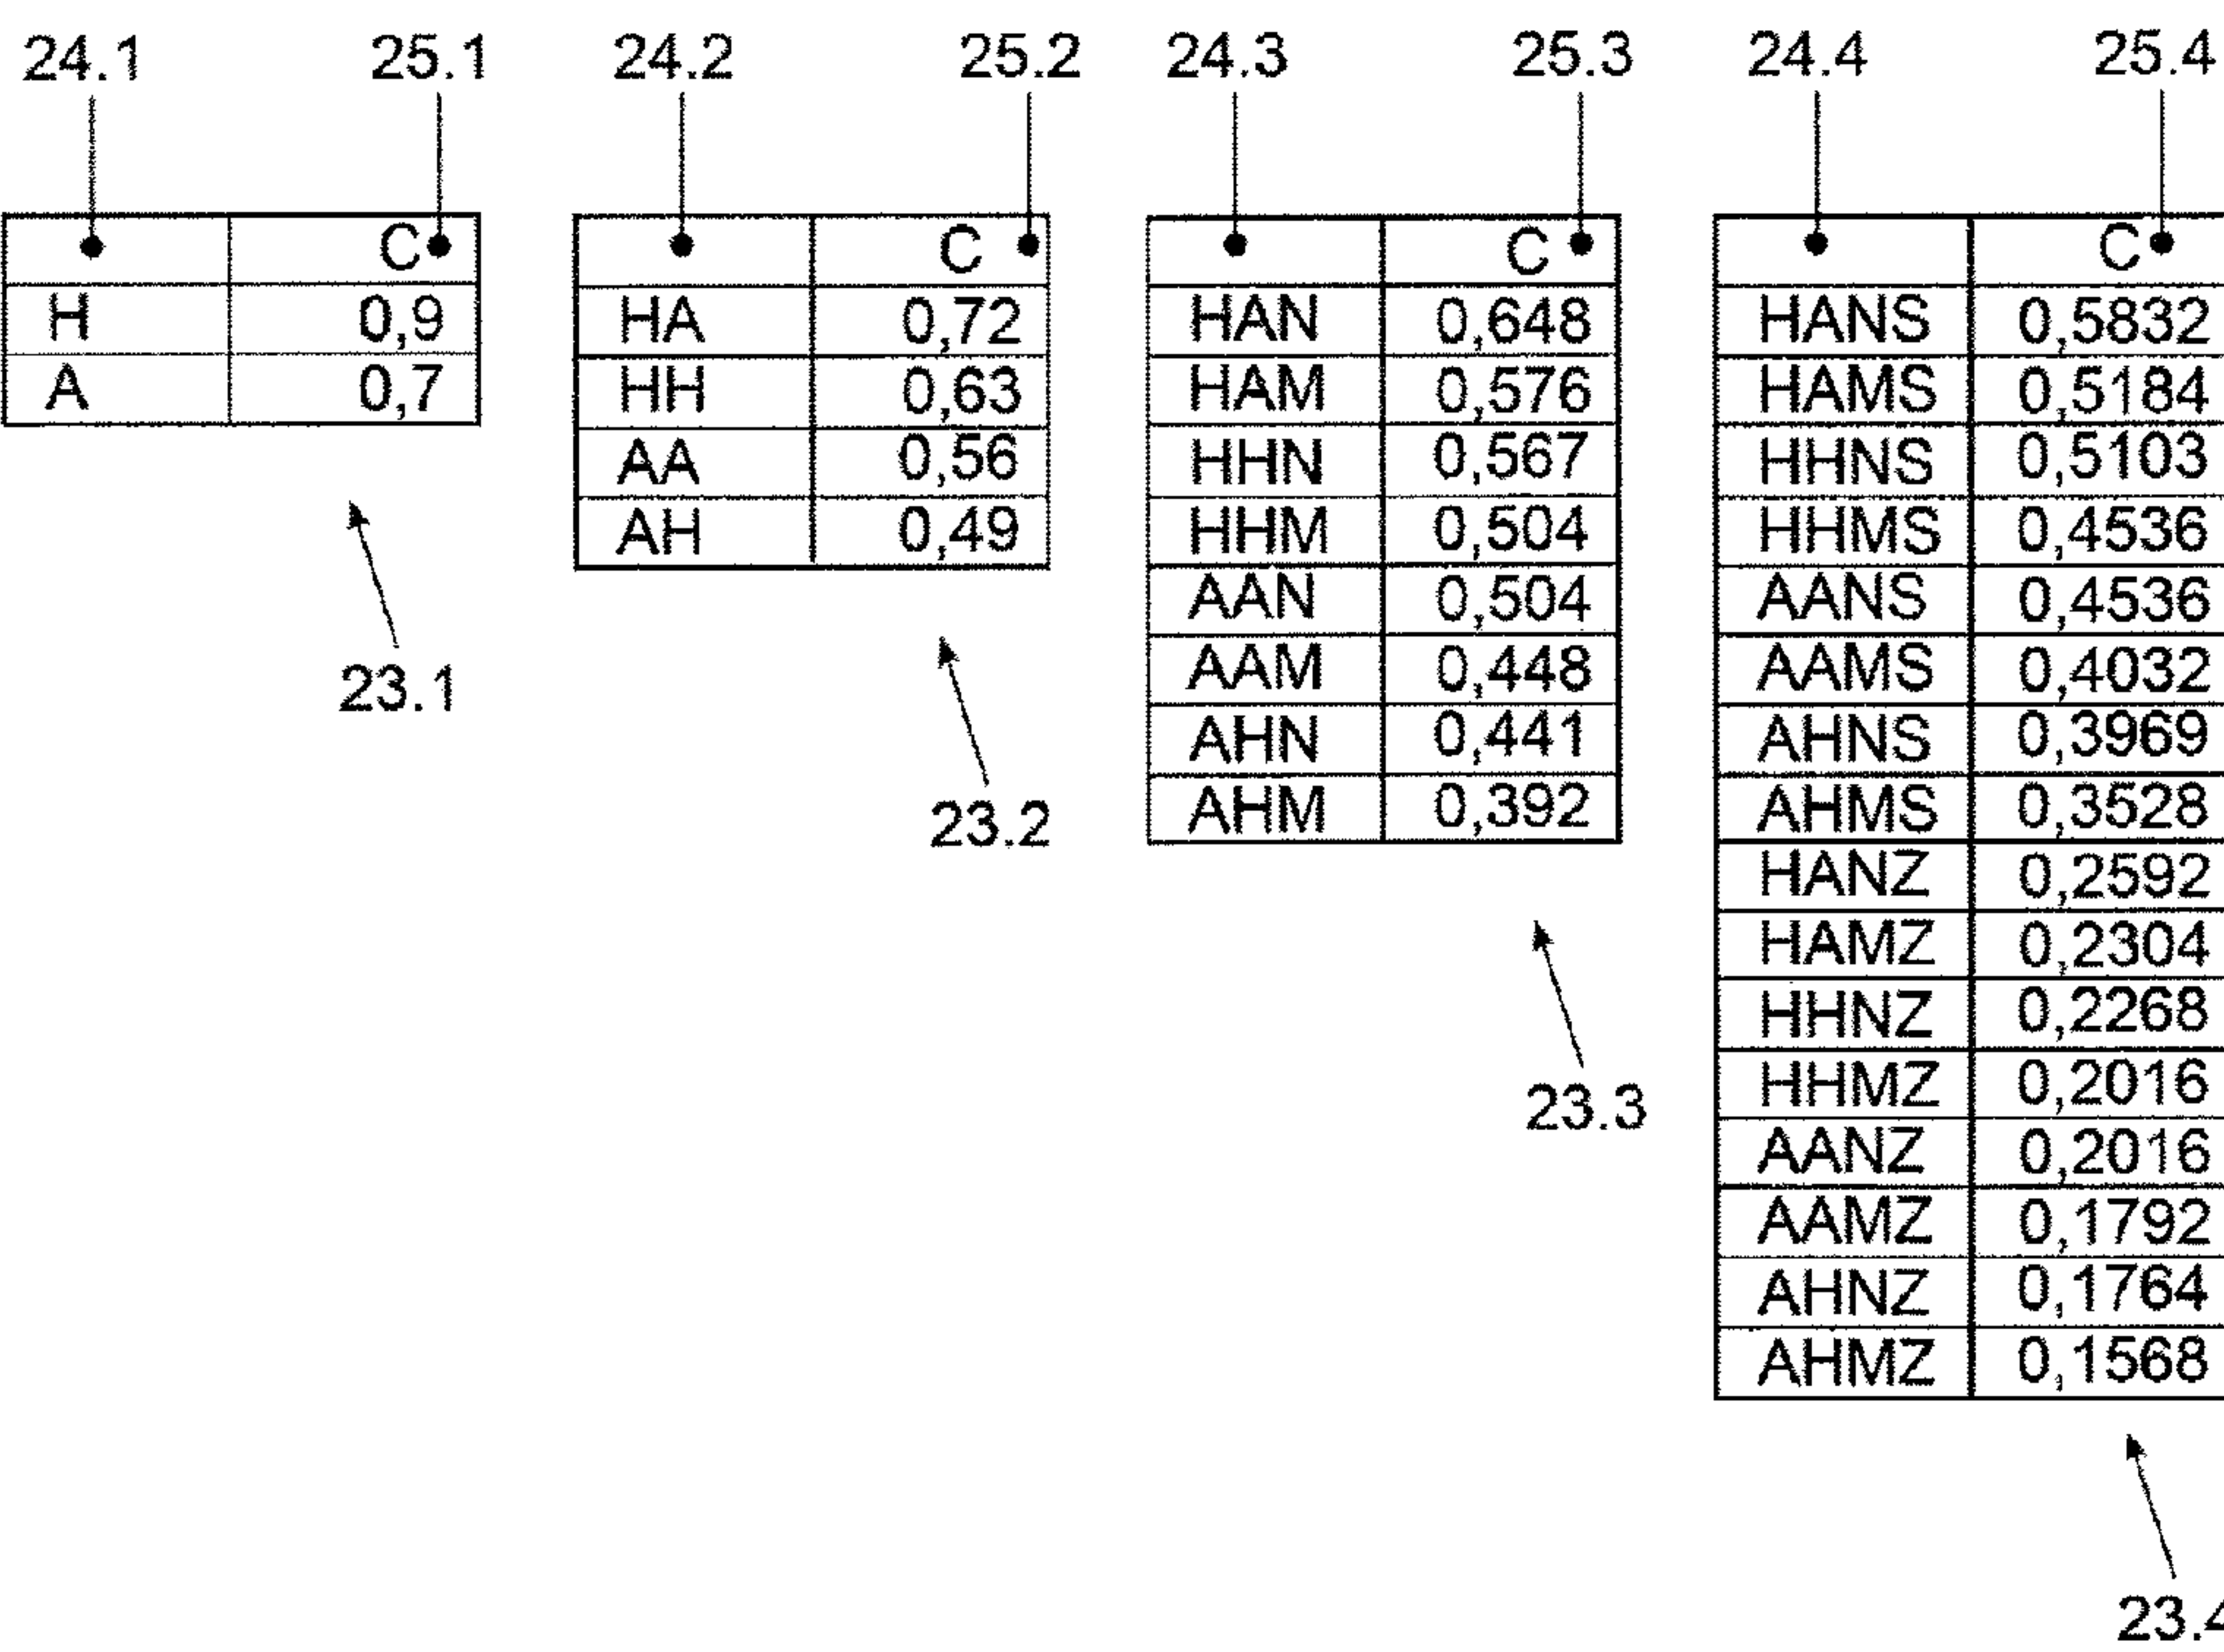 24.1 25.1 24.2 25.2 24.3 25.3 24.4 25.4
C
H 0,9
A 0,7
23.1
C
HA 0,72
HH 0,63
AA 0,56
AH 0,49
23.2
C
HAN 0,648
HAM 0,576
HHN 0,567
HHM 0,504
AAN 0,504
AAM 0,448
AHN 0,441
AHM 0,392
23.3
C
HANS 0,5832
HAMS 0,5184
HHNS 0,5103
HHMS 0,4536
AANS 0,4536
AAMS 0,4032
AHNS 0,3969
AHMS 0,3528
HANZ 0,2592
HAMZ 0,2304
HHNZ 0,2268
HHMZ 0,2016
AANZ 0,2016
AAMZ 0,1792
AHNZ 0,1764
AHMZ 0,1568
23.4